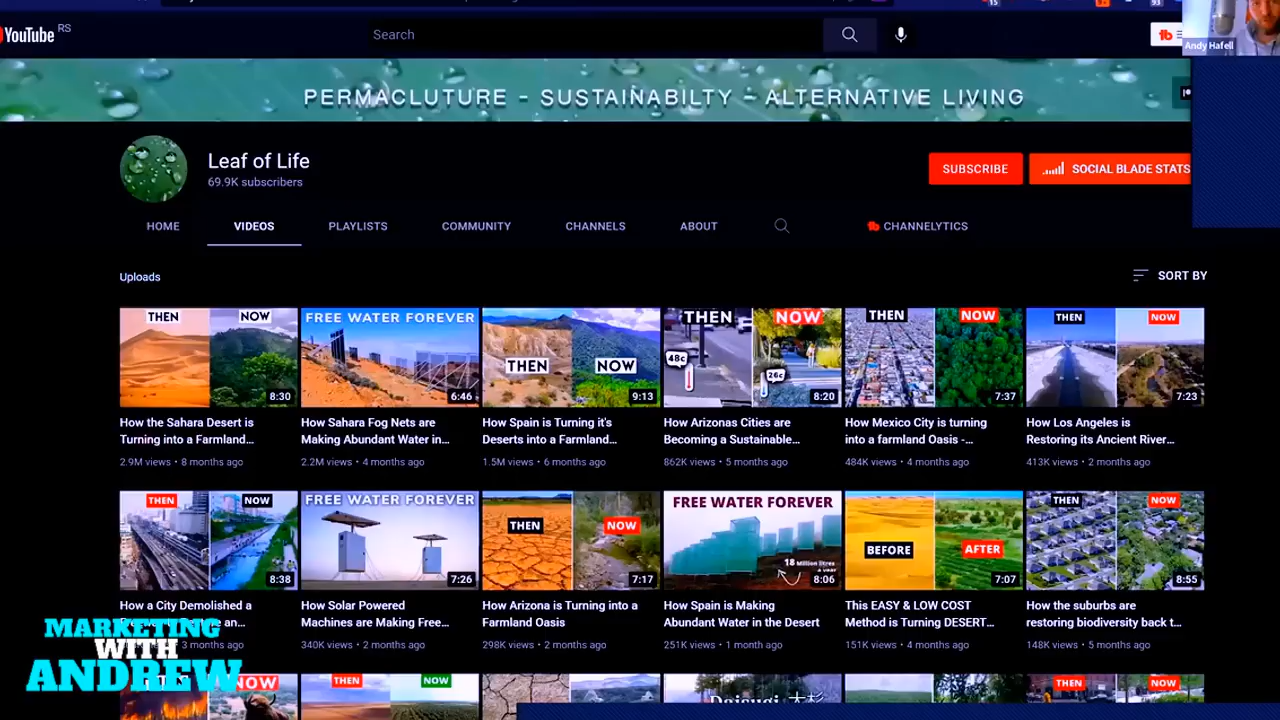 YouTube RS
Search
15
93
Andy Hafell
PERMACLUTURE - SUSTAINABILTY - ALTERNATIVE LIVING
Leaf of Life
69.9K subscribers
SUBSCRIBE
SOCIAL BLADE STATS
HOME
VIDEOS
PLAYLISTS
COMMUNITY
CHANNELS
ABOUT
CHANNELYTICS
Uploads
SORT BY
THEN NOW
8:30
FREE WATER FOREVER
6:46
THEN NOW
9:13
THEN NOW
48c
26c
8:20
THEN NOW
7:37
THEN NOW
7:23
How the Sahara Desert is
Turning into a Farmland...
2.9M views • 8 months ago
How Sahara Fog Nets are
Making Abundant Water in...
2.2M views • 4 months ago
How Spain is Turning it's
Deserts into a Farmland...
1.5M views • 6 months ago
How Arizonas Cities are
Becoming a Sustainable...
862K views • 5 months ago
How Mexico City is turning
into a farmland Oasis -...
484K views • 4 months ago
How Los Angeles is
Restoring its Ancient River...
413K views • 2 months ago
THEN NOW
8:38
FREE WATER FOREVER
7:26
THEN NOW
7:17
FREE WATER FOREVER
18 Million litres
8:06
BEFORE AFTER
7:07
THEN NOW
8:55
How a City Demolished a
an...
3 months ago
How Solar Powered
Machines are Making Free...
340K views • 2 months ago
How Arizona is Turning into a
Farmland Oasis
298K views • 2 months ago
How Spain is Making
Abundant Water in the Desert
251K views • 1 month ago
This EASY & LOW COST
Method is Turning DESERT...
151K views • 4 months ago
How the suburbs are
restoring biodiversity back t...
148K views • 5 months ago
MARKETING
WITH
ANDREW
NOW
THEN NOW
Daisugi
THEN NOW